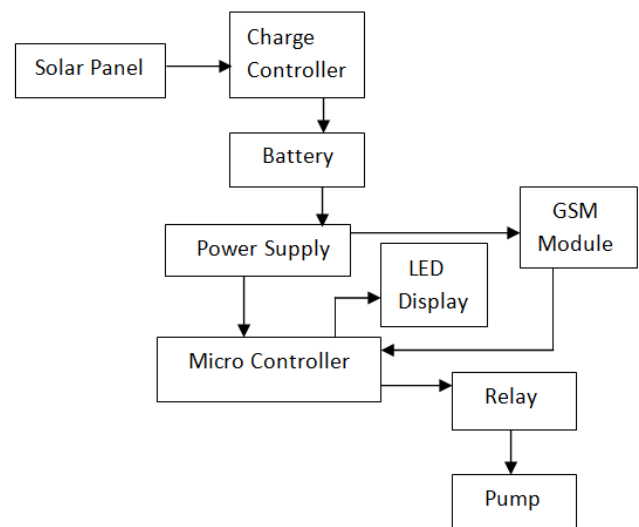 Charge
Controller
Solar Panel
Battery
Power Supply
GSM
Module
LED
Display
Micro Controller
Relay
Pump